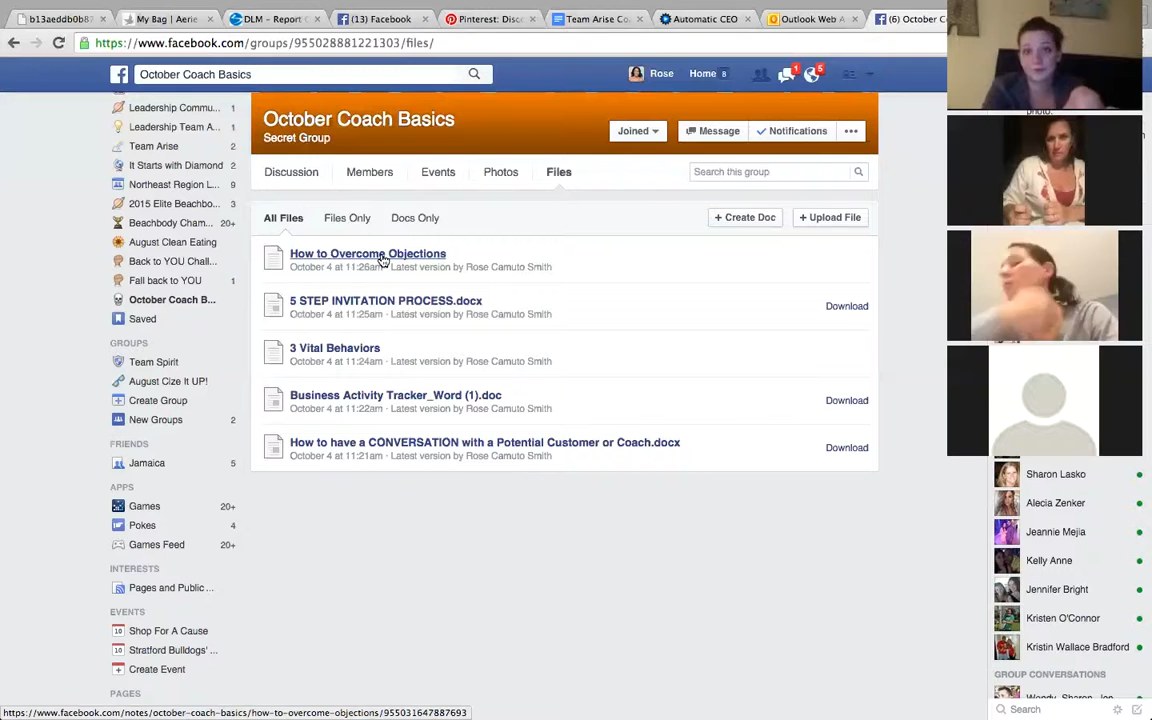 b13aeddb0b8
My Bag | Aerie
DLM - Report
(13) Facebook
Pinterest: Disc
Team Arise Co
Automatic CEO
Outlook Web A
(6) October C
https://www.facebook.com/groups/955028881221303/files/
October Coach Basics
Rose
Home 8
1
5
Leadership Commu... 1
Leadership Team A... 1
Team Arise 2
It Starts with Diamond 2
Northeast Region L... 9
2015 Elite Beachbo... 3
Beachbody Cham... 20+
August Clean Eating
Back to YOU Chall...
Fall back to YOU 1
October Coach B...
Saved
GROUPS
Team Spirit
August Cize It UP!
Create Group
New Groups 2
FRIENDS
Jamaica 5
APPS
Games 20+
Pokes 4
Games Feed 20+
INTERESTS
Pages and Public ...
EVENTS
10 Shop For A Cause
10 Stratford Bulldogs' ...
Create Event
PAGES
October Coach Basics
Secret Group
Joined
Message
Notifications
Discussion
Members
Events
Photos
Files
Search this group
All Files
Files Only
Docs Only
+ Create Doc
+ Upload File
How to Overcome Objections
October 4 at 11:26am · Latest version by Rose Camuto Smith
5 STEP INVITATION PROCESS.docx
October 4 at 11:25am · Latest version by Rose Camuto Smith
Download
3 Vital Behaviors
October 4 at 11:24am · Latest version by Rose Camuto Smith
Business Activity Tracker_Word (1).doc
October 4 at 11:22am · Latest version by Rose Camuto Smith
Download
How to have a CONVERSATION with a Potential Customer or Coach.docx
October 4 at 11:21am · Latest version by Rose Camuto Smith
Download
photo.
Sharon Lasko
Alecia Zenker
Jeannie Mejia
Kelly Anne
Jennifer Bright
Kristen O'Connor
Kristin Wallace Bradford
GROUP CONVERSATIONS
Wendy, Sharon, Jen
Search
https://www.facebook.com/notes/october-coach-basics/how-to-overcome-objections/955031647887693